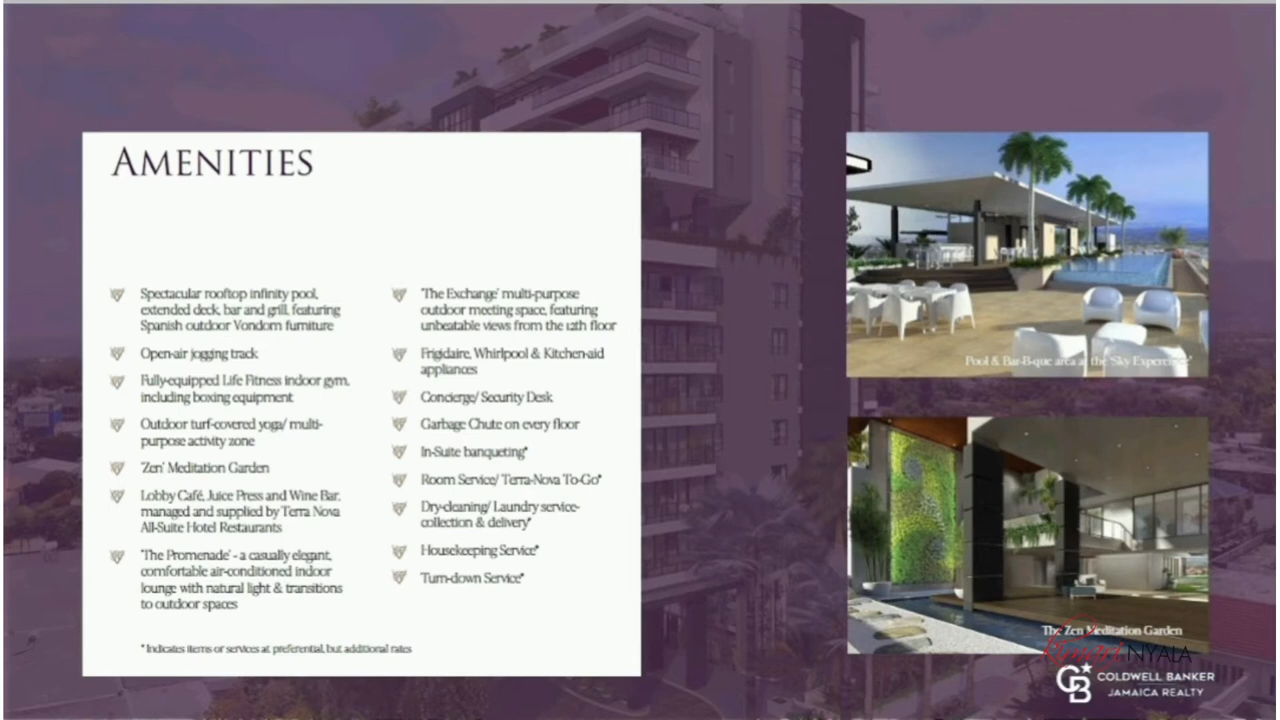 AMENITIES
Spectacular rooftop infinity pool,
extended deck, bar and grill, featuring
Spanish outdoor Vondom furniture
Open-air jogging track
Fully-equipped Life Fitness indoor gym,
including boxing equipment
Outdoor turf-covered yoga/ multi-
purpose activity zone
'Zen' Meditation Garden
Lobby Café, Juice Press and Wine Bar,
managed and supplied by Terra Nova
All-Suite Hotel Restaurants
'The Promenade' - a casually elegant,
comfortable air-conditioned indoor
lounge with natural light & transitions
to outdoor spaces
'The Exchange' multi-purpose
outdoor meeting space, featuring
unbeatable views from the 12th floor
Frigidaire, Whirlpool & Kitchen-aid
appliances
Concierge/ Security Desk
Garbage Chute on every floor
In-Suite banqueting*
Room Service/ Terra-Nova To-Go*
Dry-cleaning/ Laundry service-
collection & delivery*
Housekeeping Service*
Turn-down Service*
* Indicates items or services at preferential, but additional rates
Pool & Bar-B-que area at the 'Sky Experience'
The Zen Meditation Garden
NYALA
CB COLDWELL BANKER
JAMAICA REALTY